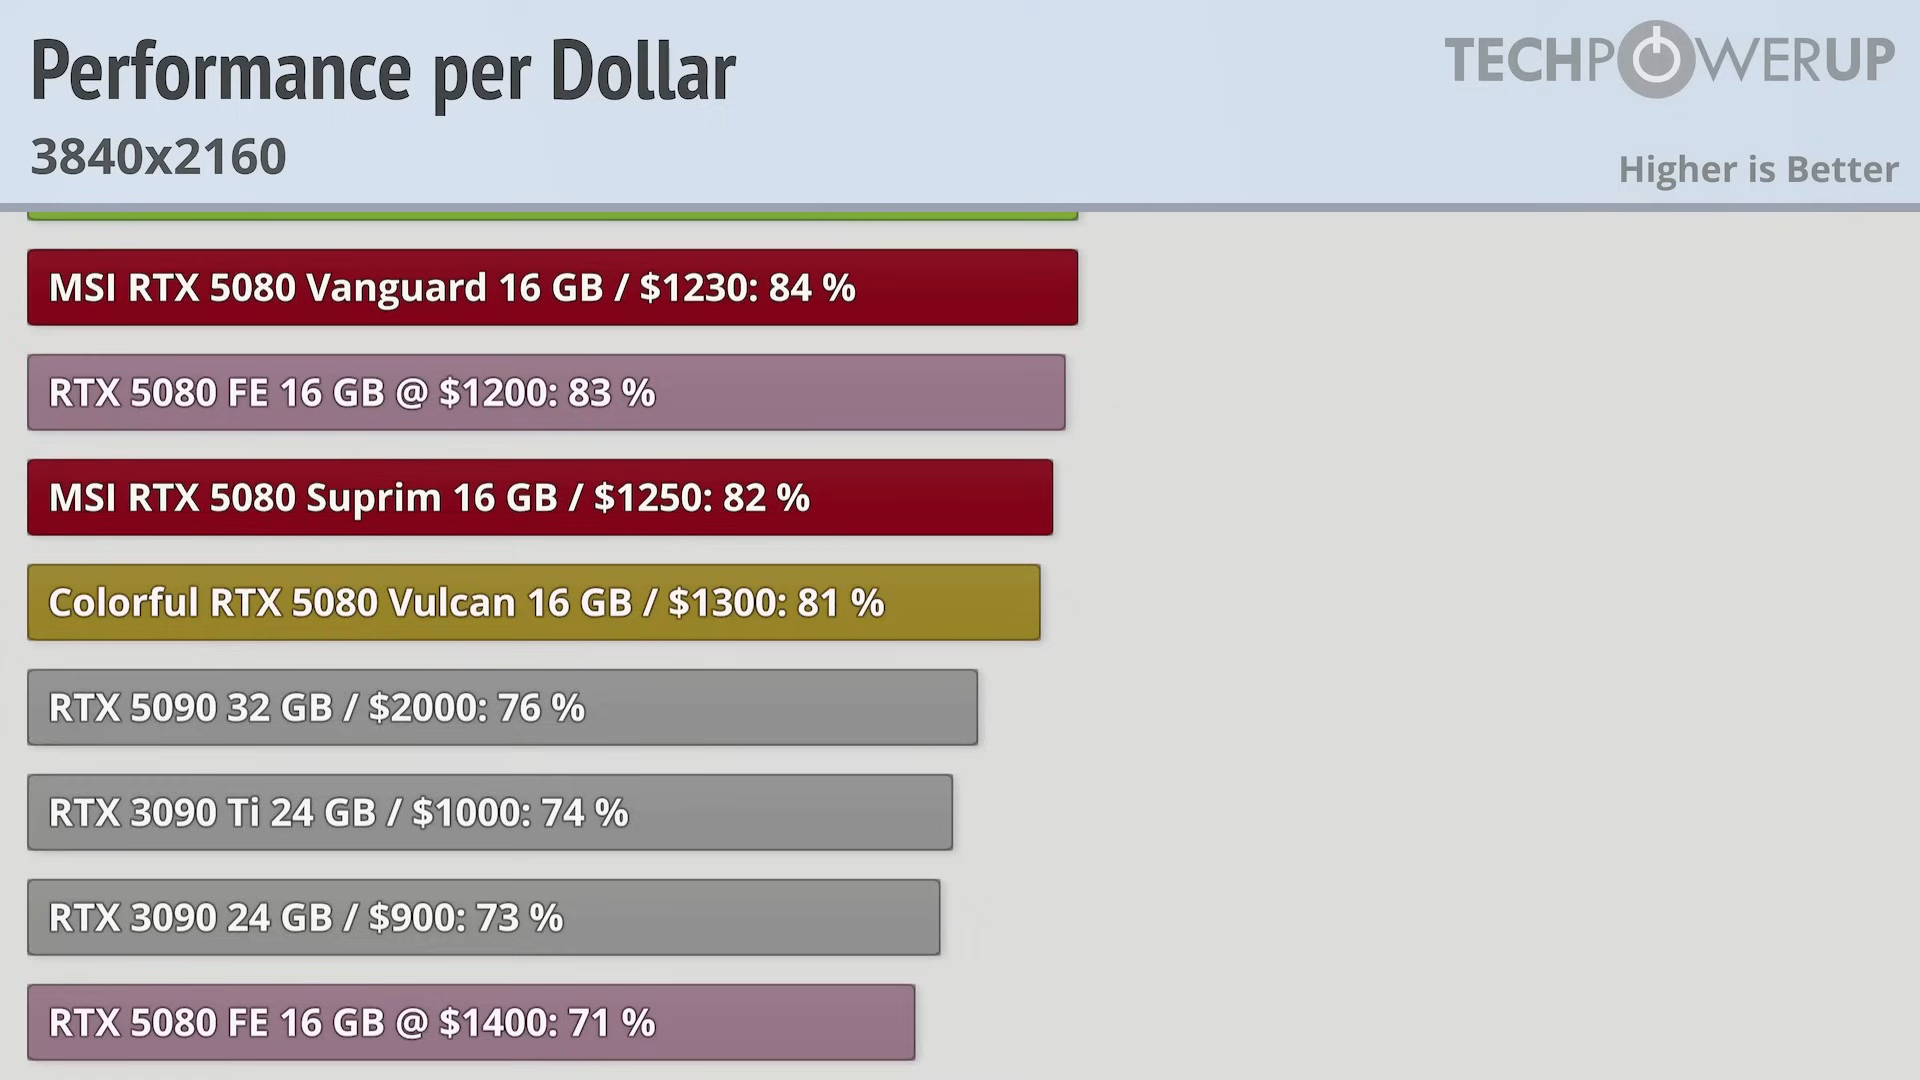 Performance per Dollar
TECHPOWERUP
3840x2160
Higher is Better
MSI RTX 5080 Vanguard 16 GB / $1230: 84 %
RTX 5080 FE 16 GB @ $1200: 83 %
MSI RTX 5080 Suprim 16 GB / $1250: 82 %
Colorful RTX 5080 Vulcan 16 GB / $1300: 81 %
RTX 5090 32 GB / $2000: 76 %
RTX 3090 Ti 24 GB / $1000: 74 %
RTX 3090 24 GB / $900: 73 %
RTX 5080 FE 16 GB @ $1400: 71 %